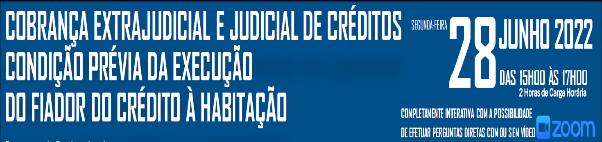 COBRANÇA EXTRAJUDICIAL E JUDICIAL DE CRÉDITOS
CONDIÇÃO PRÉVIA DA EXECUÇÃO
DO FIADOR DO CRÉDITO À HABITAÇÃO
SEGUNDA-FEIRA
28 JUNHO 2022
DAS 15H00 ÀS 17H00
2 Horas de Carga Horária
COMPLETAMENTE INTERATIVA COM A POSSIBILIDADE
DE EFETUAR PERGUNTAS DIRETAS COM OU SEM VÍDEO
zoom